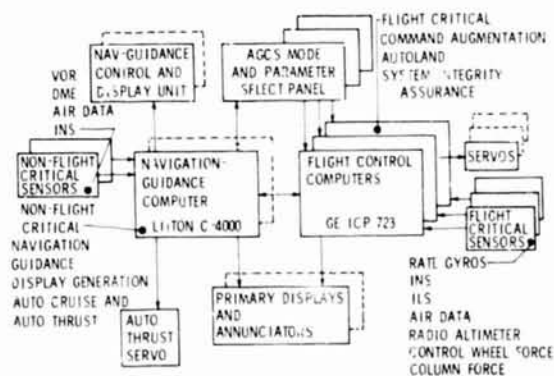 FLIGHT CRITICAL
COMMAND AUGMENTATION
AUTOLAND
SYSTEM INTEGRITY
ASSURANCE
NAV-GUIDANCE
CONTROL AND
DISPLAY UNIT
AGCS MODE
AND PARAMETER
SELECT PANEL
VOR
DME
AIR DATA
INS
NON-FLIGHT
CRITICAL
SENSORS
NAVIGATION-
GUIDANCE
COMPUTER
LITTON C-4000
FLIGHT CONTROL
COMPUTERS
GE ICP 723
SERVOS
FLIGHT
CRITICAL
SENSORS
NON-FLIGHT
CRITICAL
NAVIGATION
GUIDANCE
DISPLAY GENERATION
AUTO CRUISE AND
AUTO THRUST
AUTO
THRUST
SERVO
PRIMARY DISPLAYS
AND
ANNUNCIATORS
RATE GYROS
INS
ILS
AIR DATA
RADIO ALTIMETER
CONTROL WHEEL FORCE
COLUMN FORCE